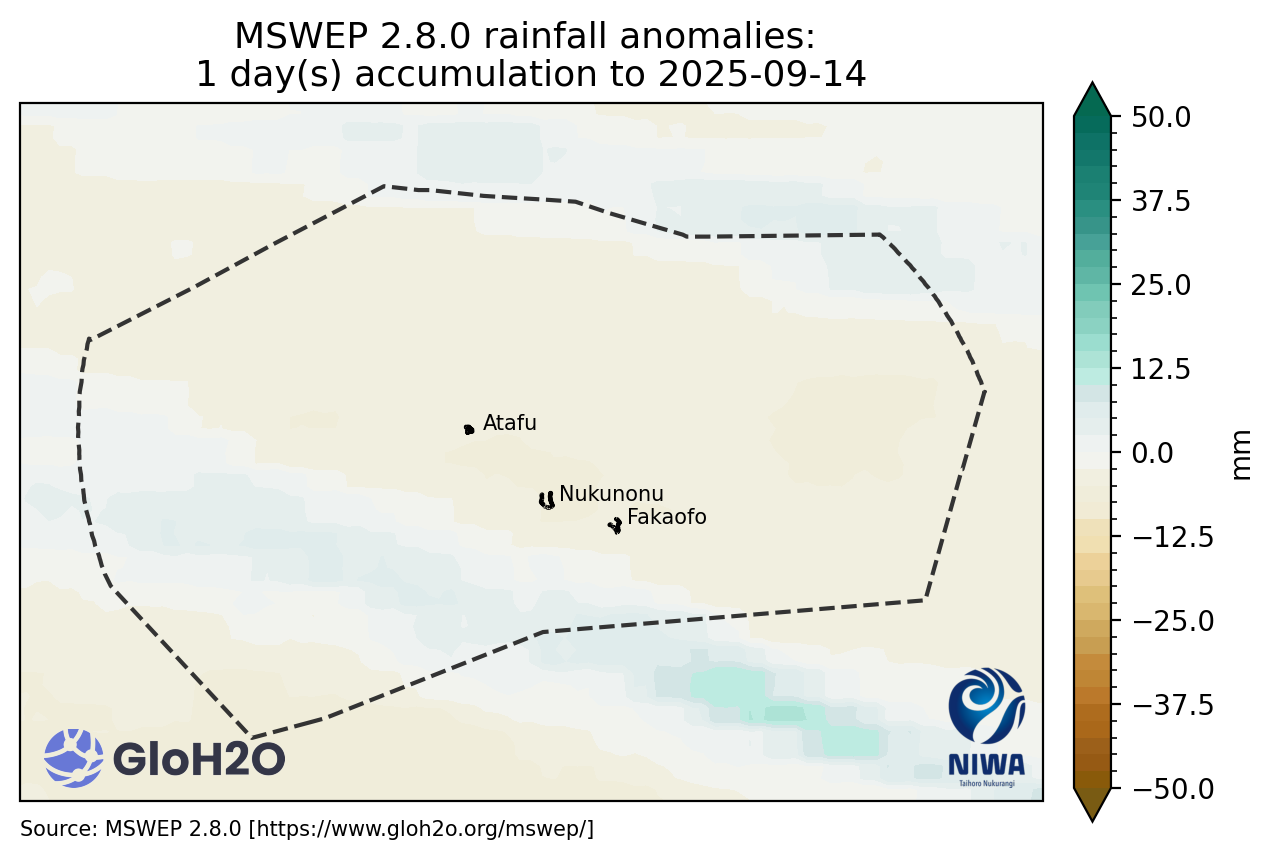 MSWEP 2.8.0 rainfall anomalies:
1 day(s) accumulation to 2025-09-14
50.0
37.5
25.0
12.5
0.0
−12.5
−25.0
−37.5
−50.0
mm
Atafu
Nukunonu
Fakaofo
GloH2O
NIWA
Taihoro Nukurangi
Source: MSWEP 2.8.0 [https://www.gloh2o.org/mswep/]